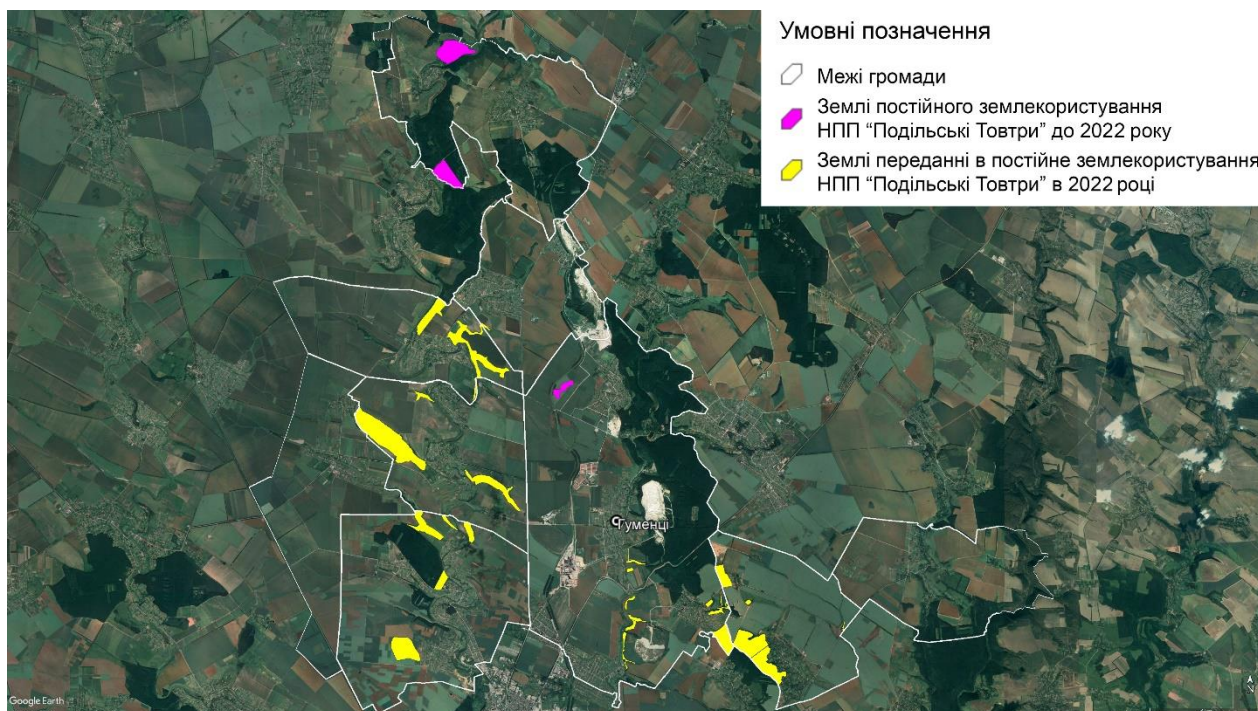 Умовні позначення
Межі громади
Землі постійного землекористування
НПП “Подільські Товтри” до 2022 року
Землі переданні в постійне землекористування
НПП “Подільські Товтри” в 2022 році
Гуменці
Google Earth
N